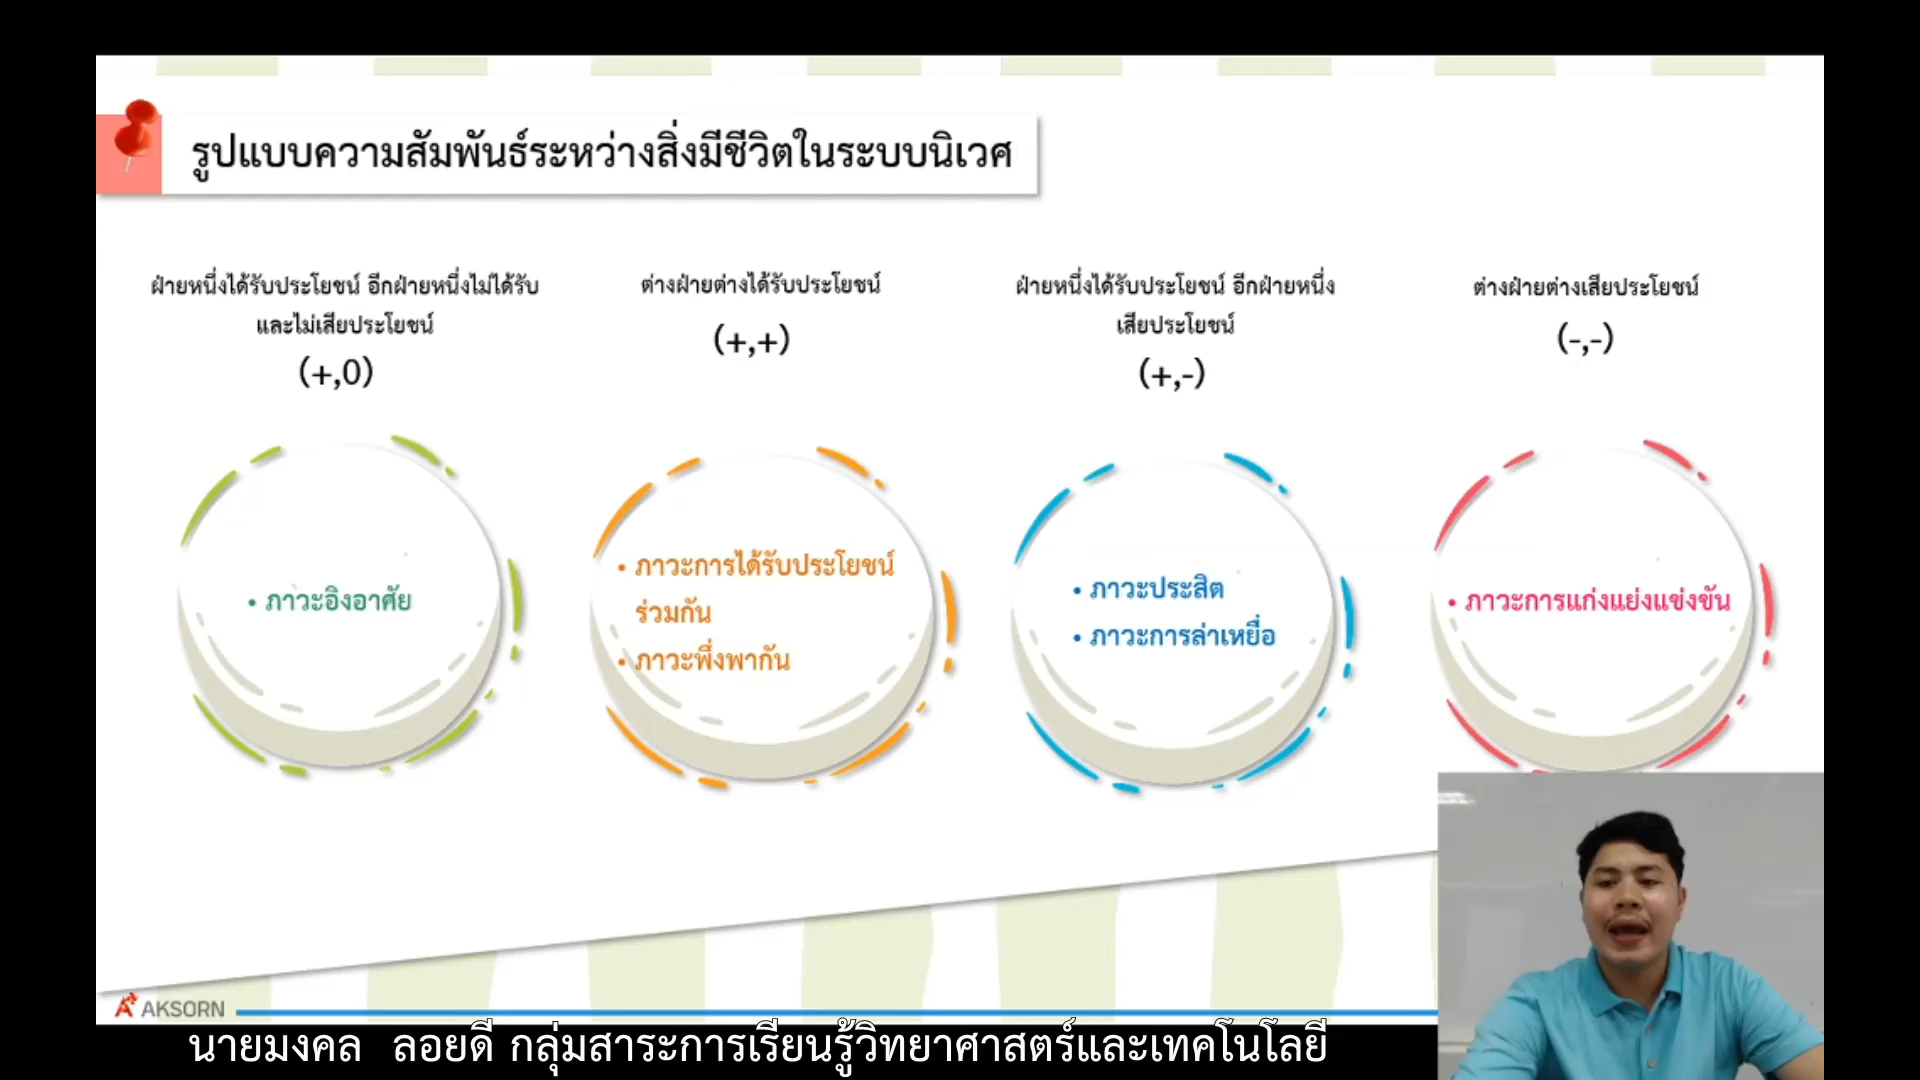 รูปแบบความสัมพันธ์ระหว่างสิ่งมีชีวิตในระบบนิเวศ
ฝ่ายหนึ่งได้รับประโยชน์ อีกฝ่ายหนึ่งไม่ได้รับ
และไม่เสียประโยชน์
(+,0)
ต่างฝ่ายต่างได้รับประโยชน์
(+,+)
ฝ่ายหนึ่งได้รับประโยชน์ อีกฝ่ายหนึ่ง
เสียประโยชน์
(+,-)
ต่างฝ่ายต่างเสียประโยชน์
(-,-)
• ภาวะอิงอาศัย
• ภาวะการได้รับประโยชน์
ร่วมกัน
• ภาวะพึ่งพากัน
• ภาวะประสิต
• ภาวะการล่าเหยื่อ
• ภาวะการแก่งแย่งแข่งขัน
AKSORN
นายมงคล ลอยดี กลุ่มสาระการเรียนรู้วิทยาศาสตร์และเทคโนโลยี